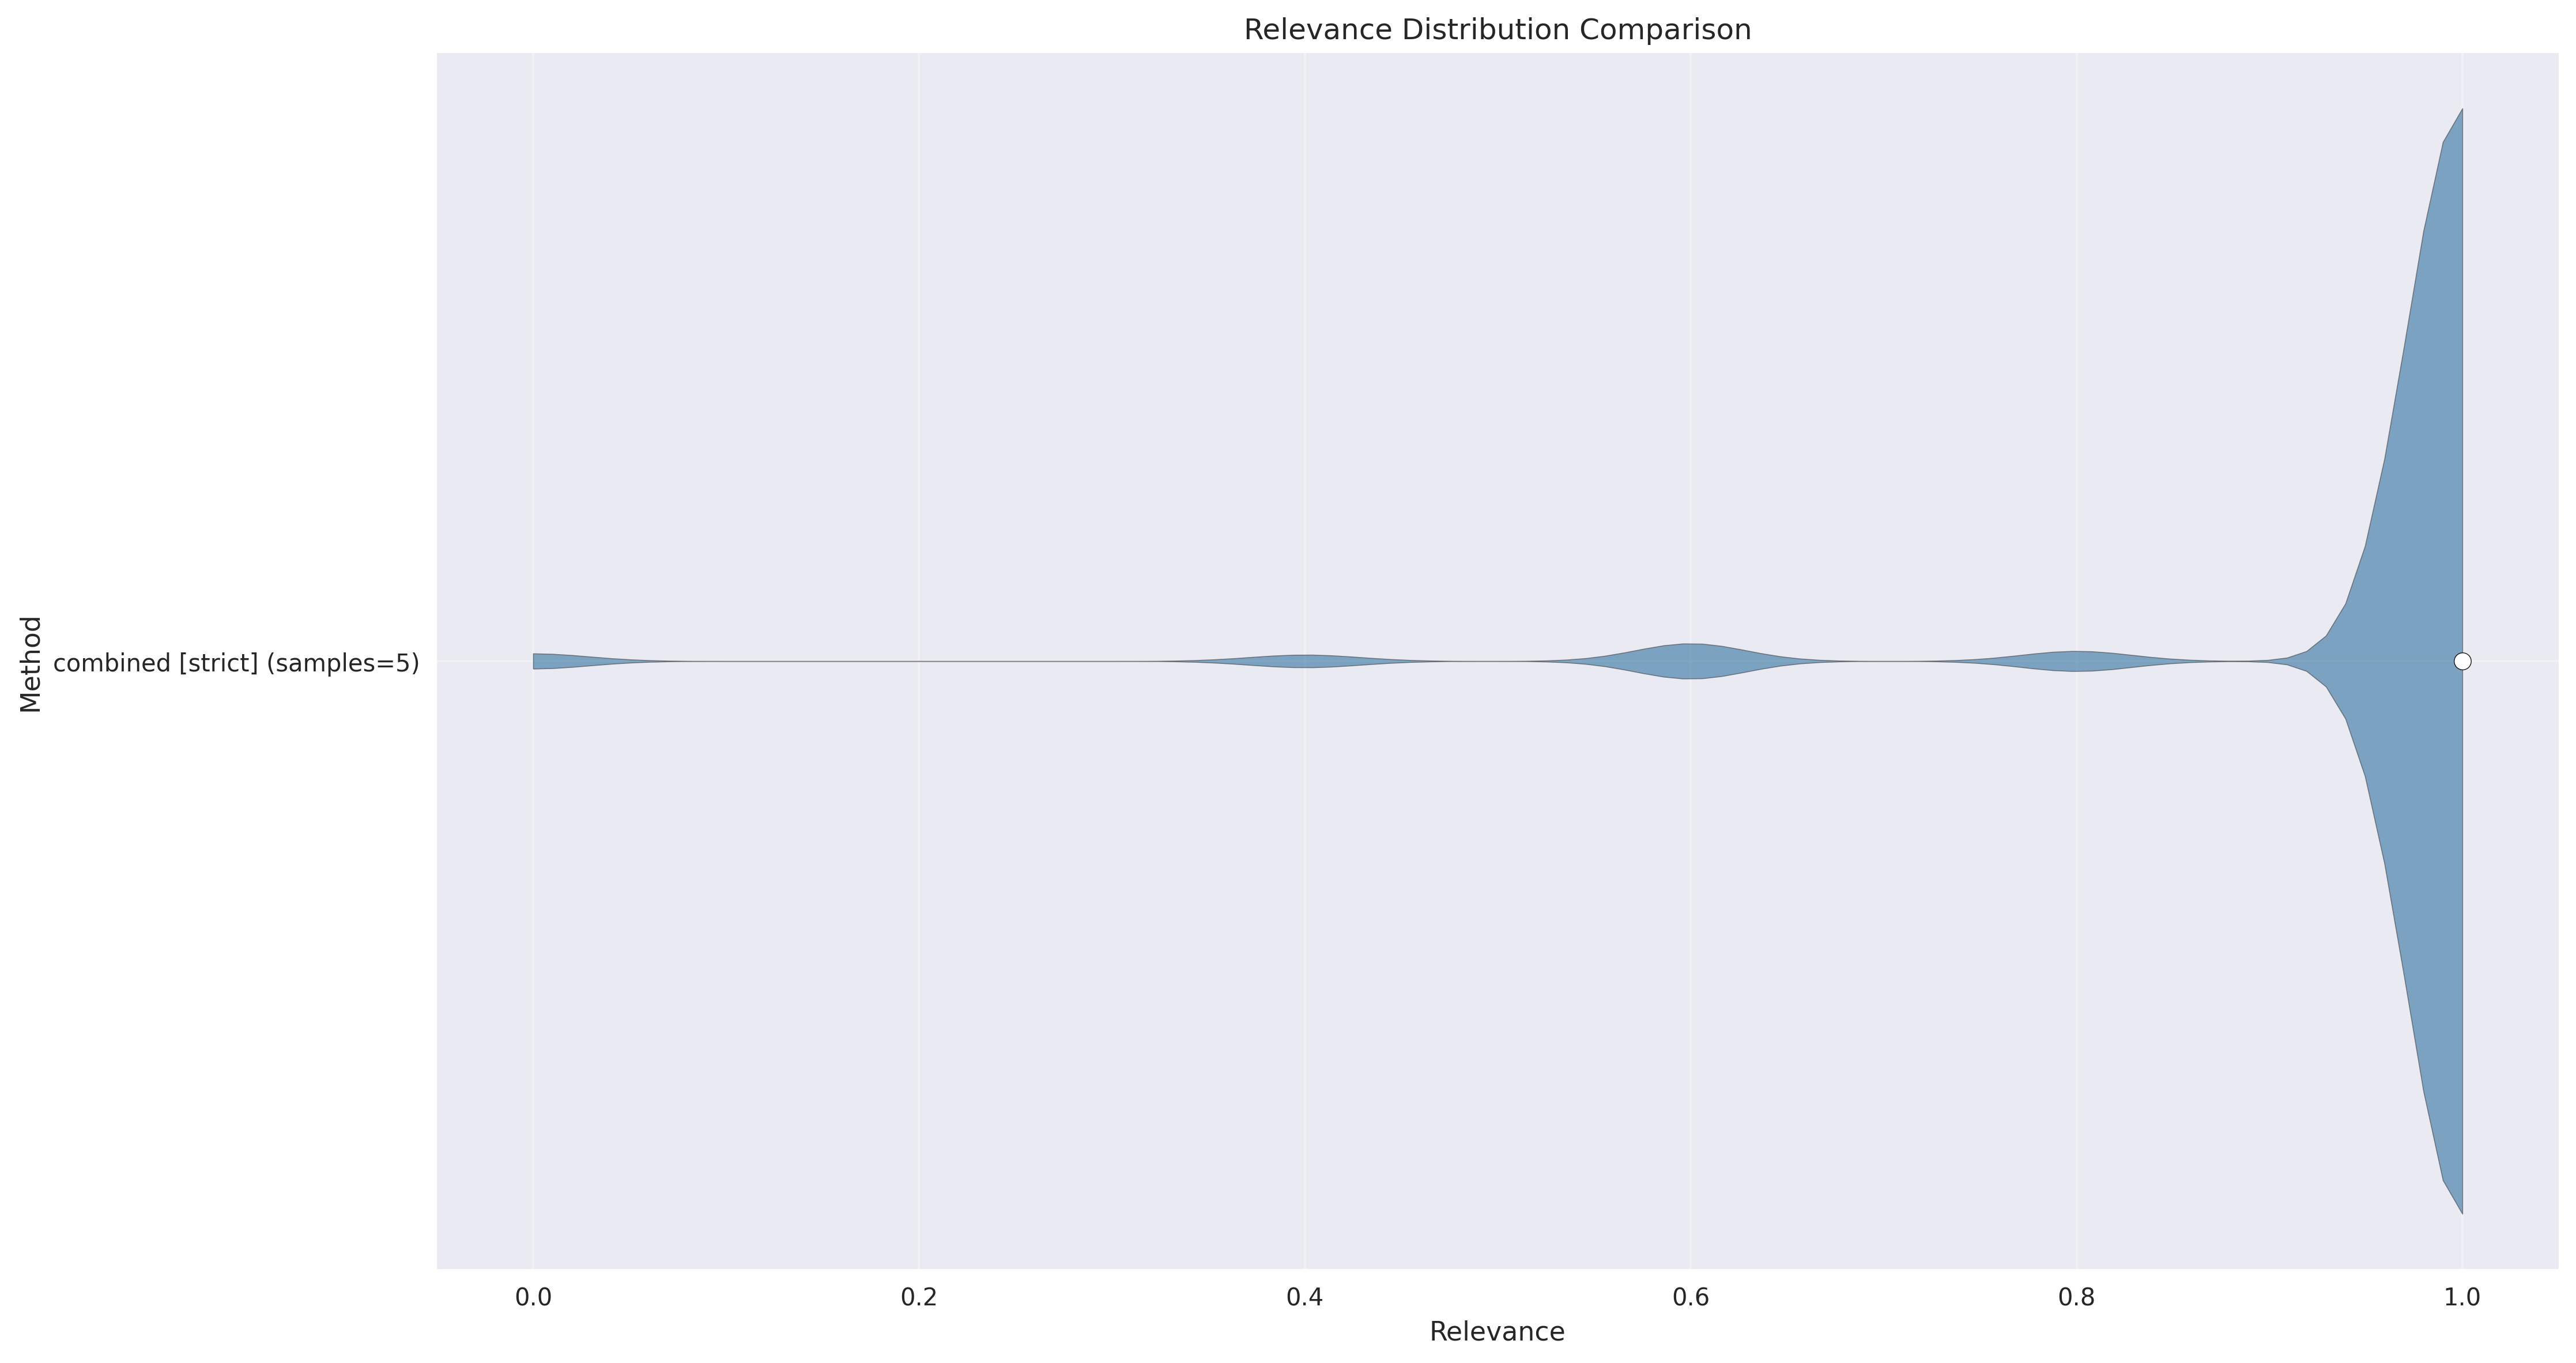 Relevance Distribution Comparison
Method
combined [strict] (samples=5)
0.0 0.2 0.4 0.6 0.8 1.0
Relevance